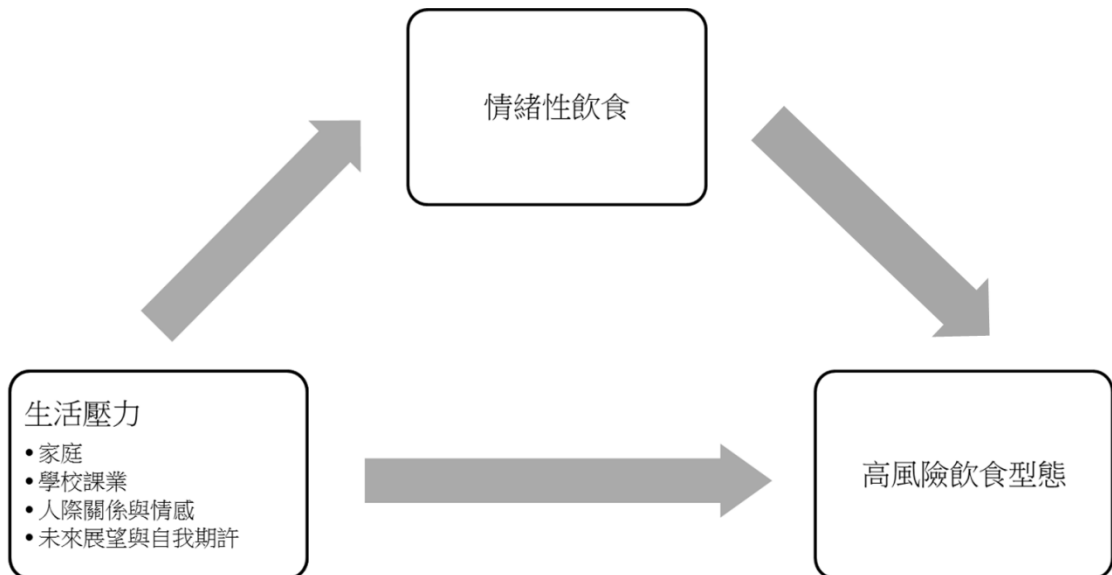 情緒性飲食
生活壓力
• 家庭
• 學校課業
• 人際關係與情感
• 未來展望與自我期許
高風險飲食型態